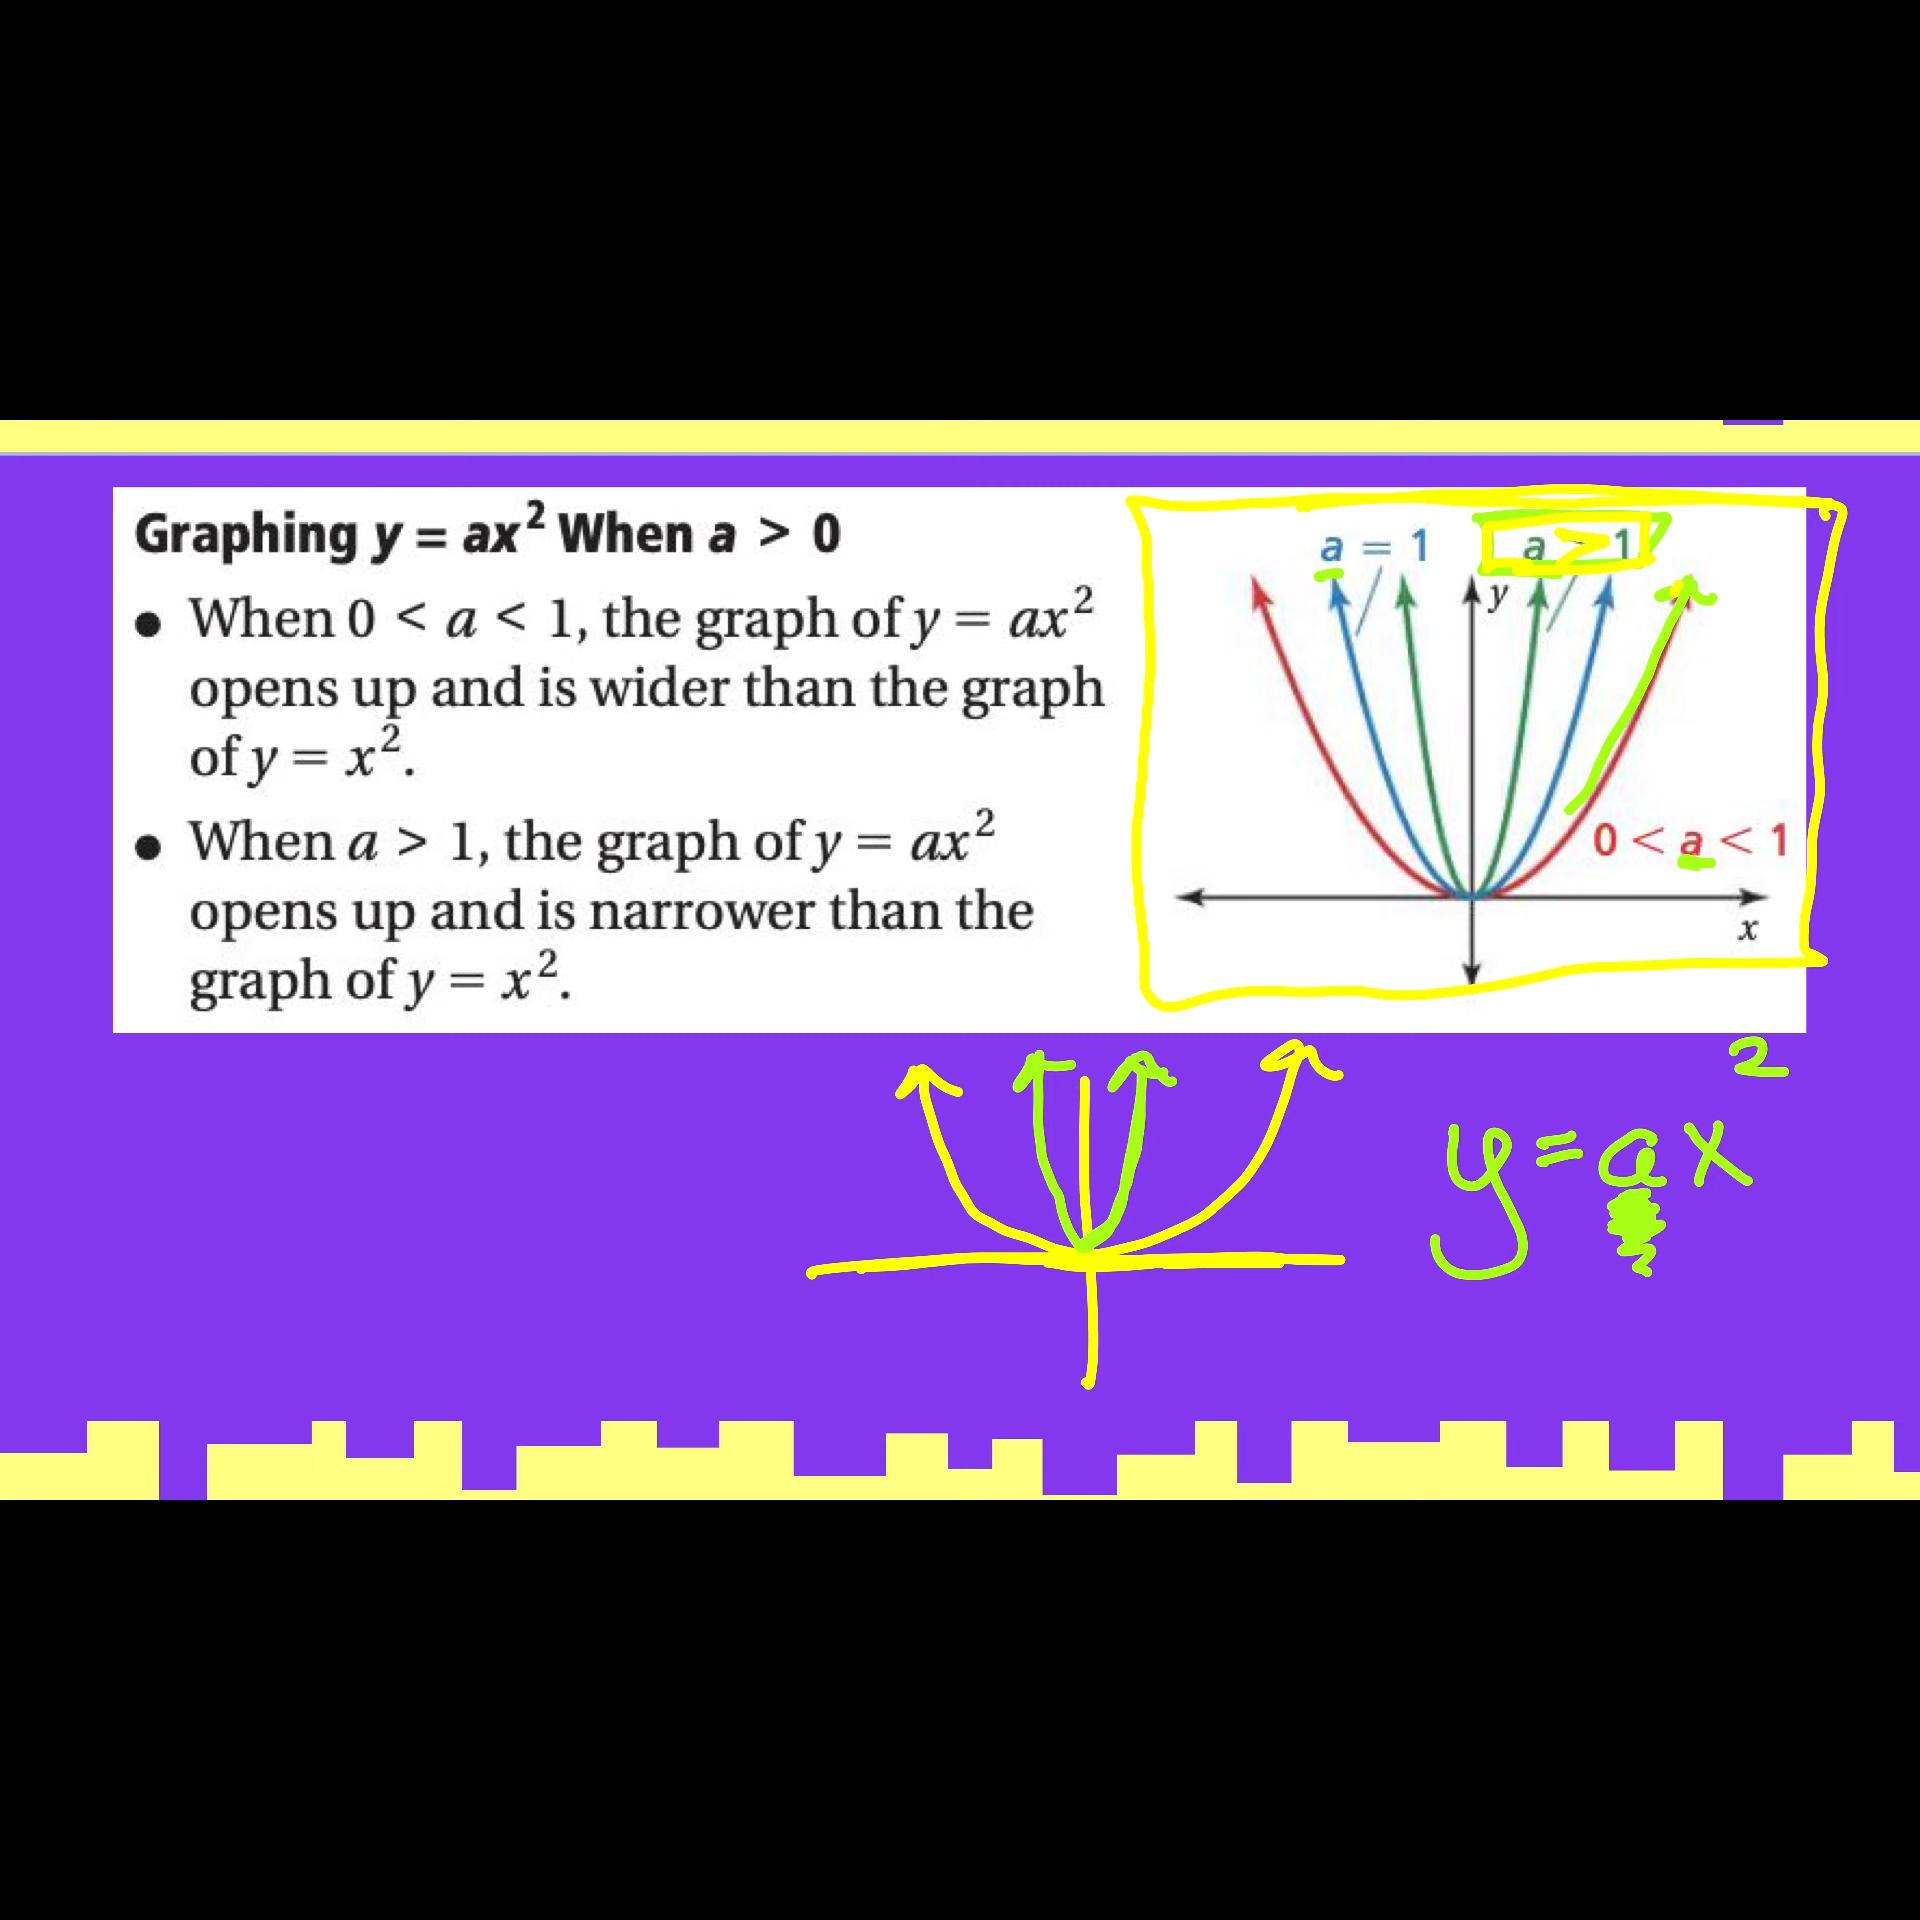 Graphing y = ax² When a > 0
• When 0 < a < 1, the graph of y = ax²
opens up and is wider than the graph
of y = x².
• When a > 1, the graph of y = ax²
opens up and is narrower than the
graph of y = x².
a = 1
a > 1
y
0 < a < 1
x
y = ax²